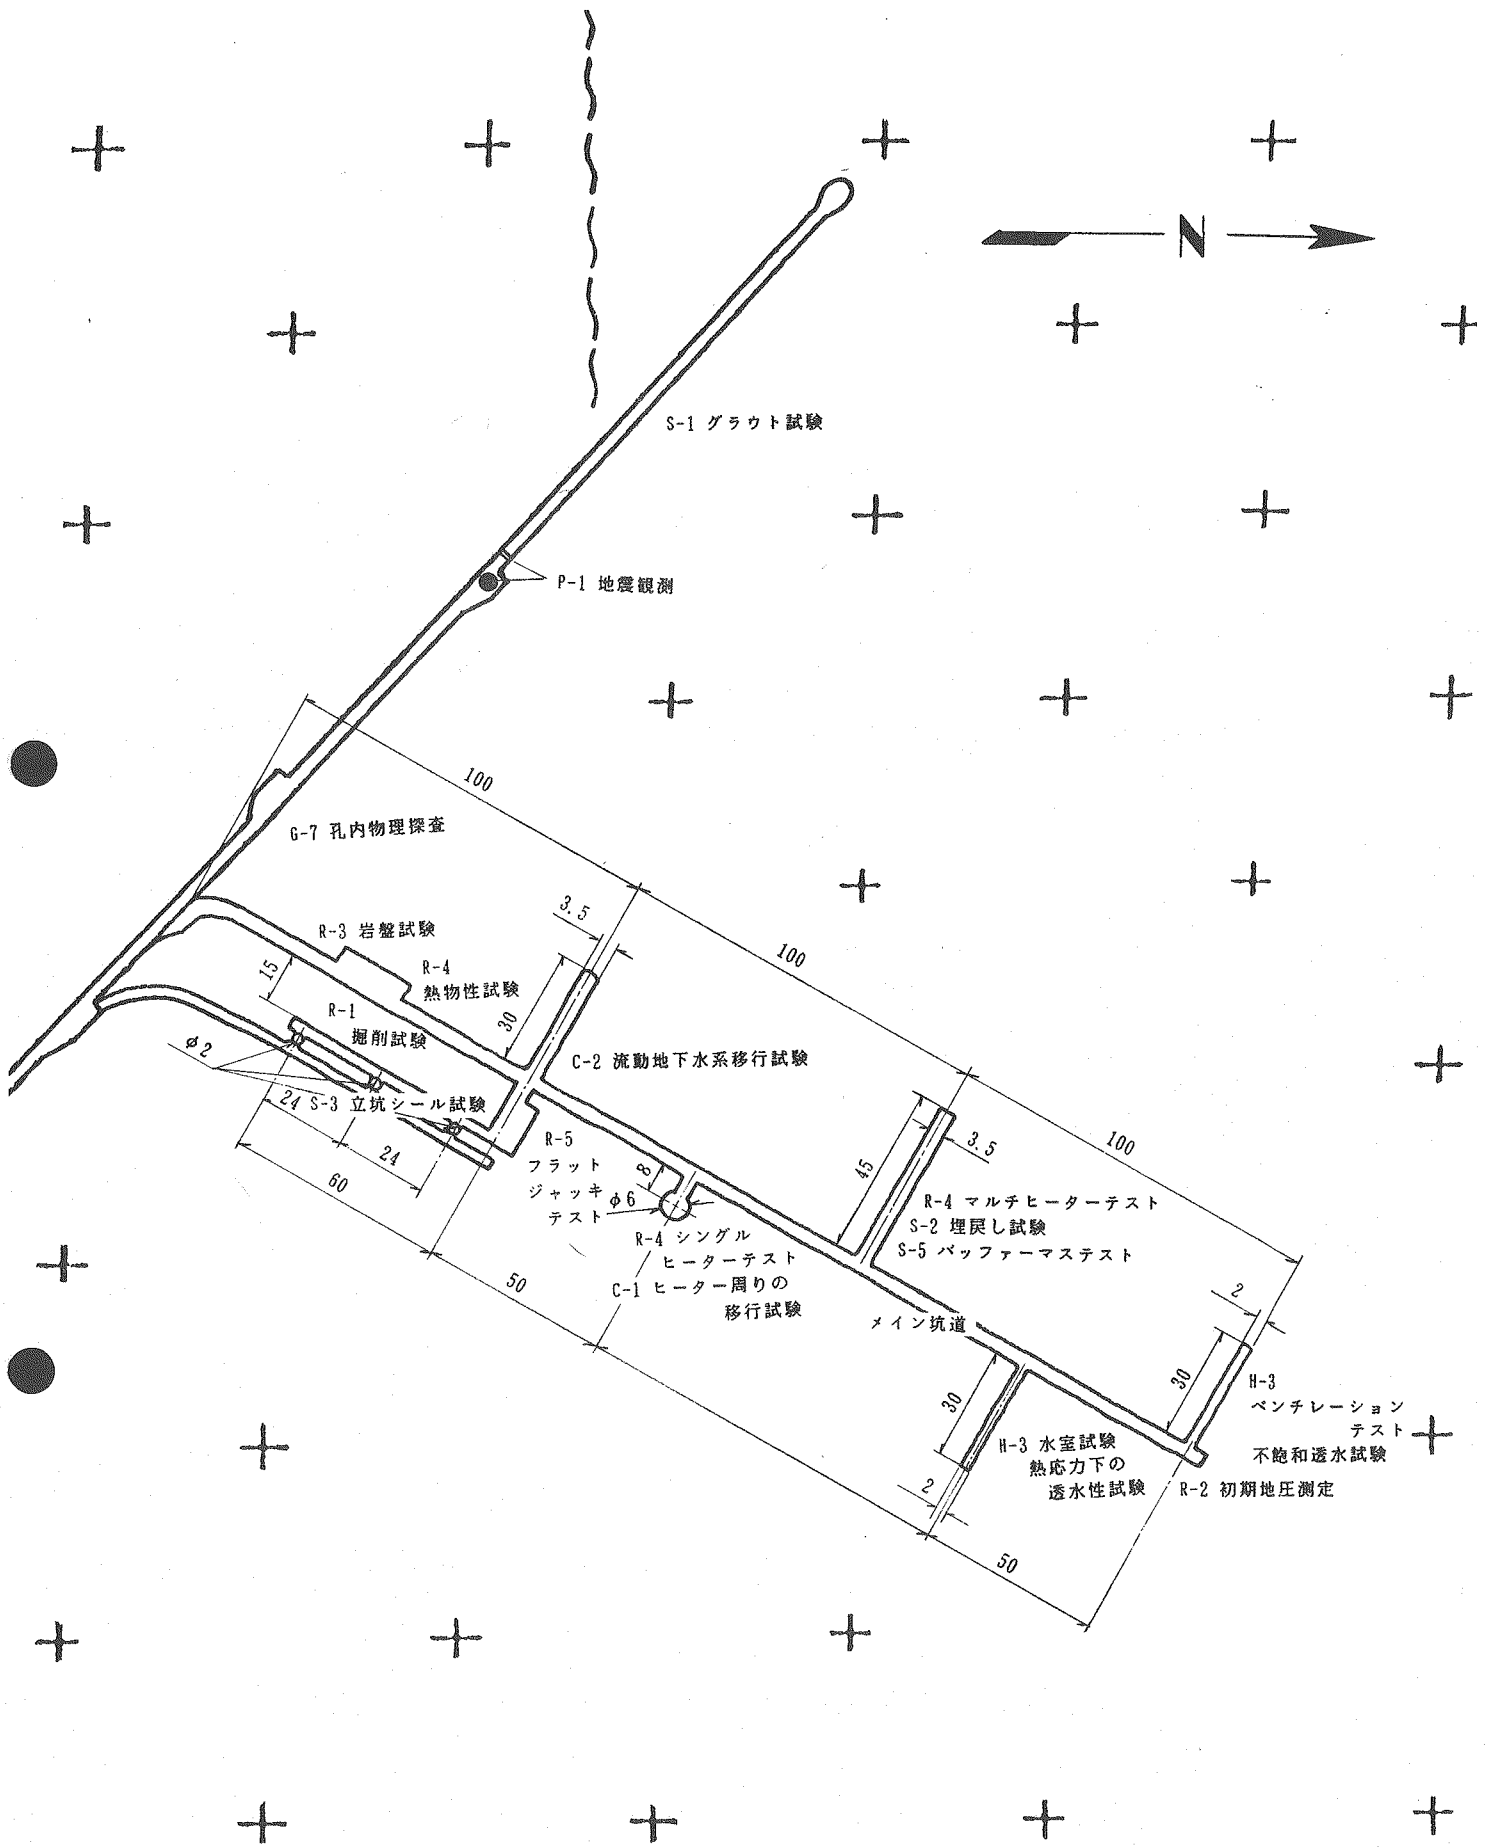 N
S-1 グラウト試験
P-1 地震観測
100
G-7 孔内物理探査
3.5
R-3 岩盤試験
100
R-4
熱物性試験
15
R-1
掘削試験
30
φ2
C-2 流動地下水系移行試験
24 S-3 立坑シール試験
24
60
R-5
フラット
ジャッキ
テスト
8
φ6
45
3.5
100
R-4 マルチヒーターテスト
S-2 埋戻し試験
S-5 バッファーマステスト
R-4 シングル
ヒーターテスト
C-1 ヒーター周りの
移行試験
50
メイン坑道
2
30
H-3
ベンチレーション
テスト
不飽和透水試験
30
H-3 水室試験
熱応力下の
透水性試験
R-2 初期地圧測定
2
50